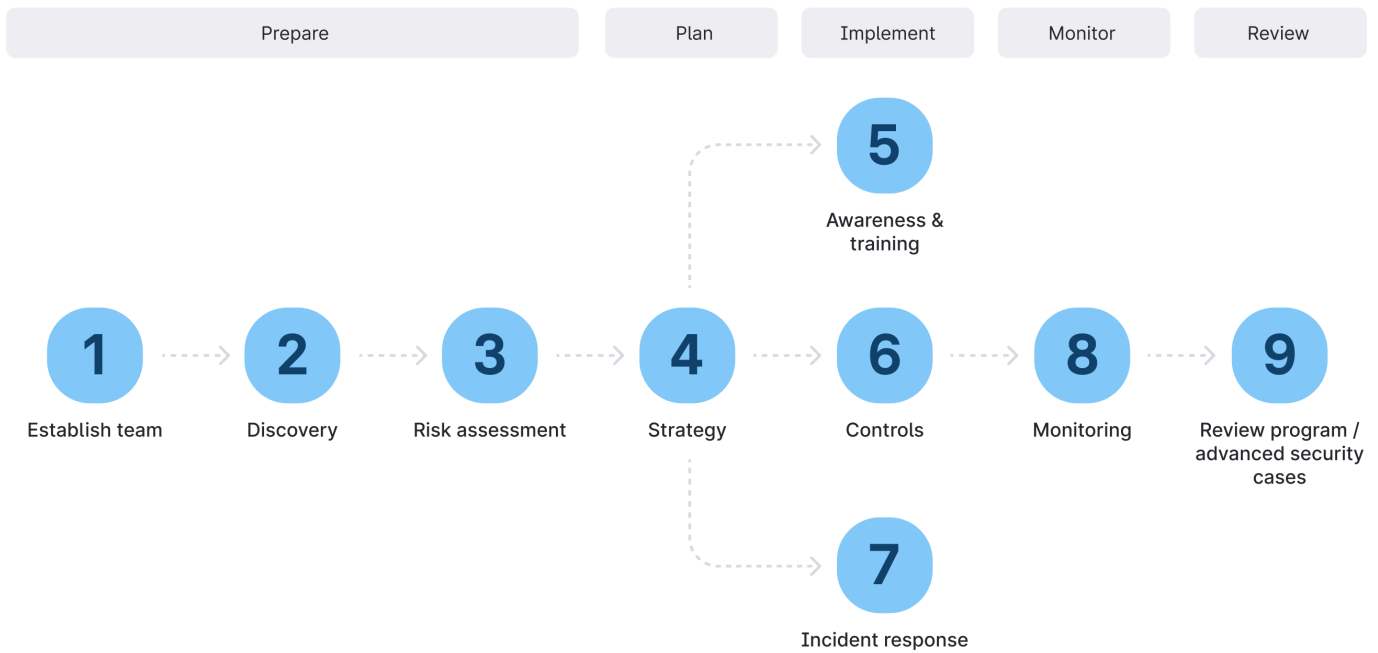 Prepare
Plan
Implement
Monitor
Review
5
Awareness &
training
1
Establish team
2
Discovery
3
Risk assessment
4
Strategy
6
Controls
8
Monitoring
9
Review program /
advanced security
cases
7
Incident response